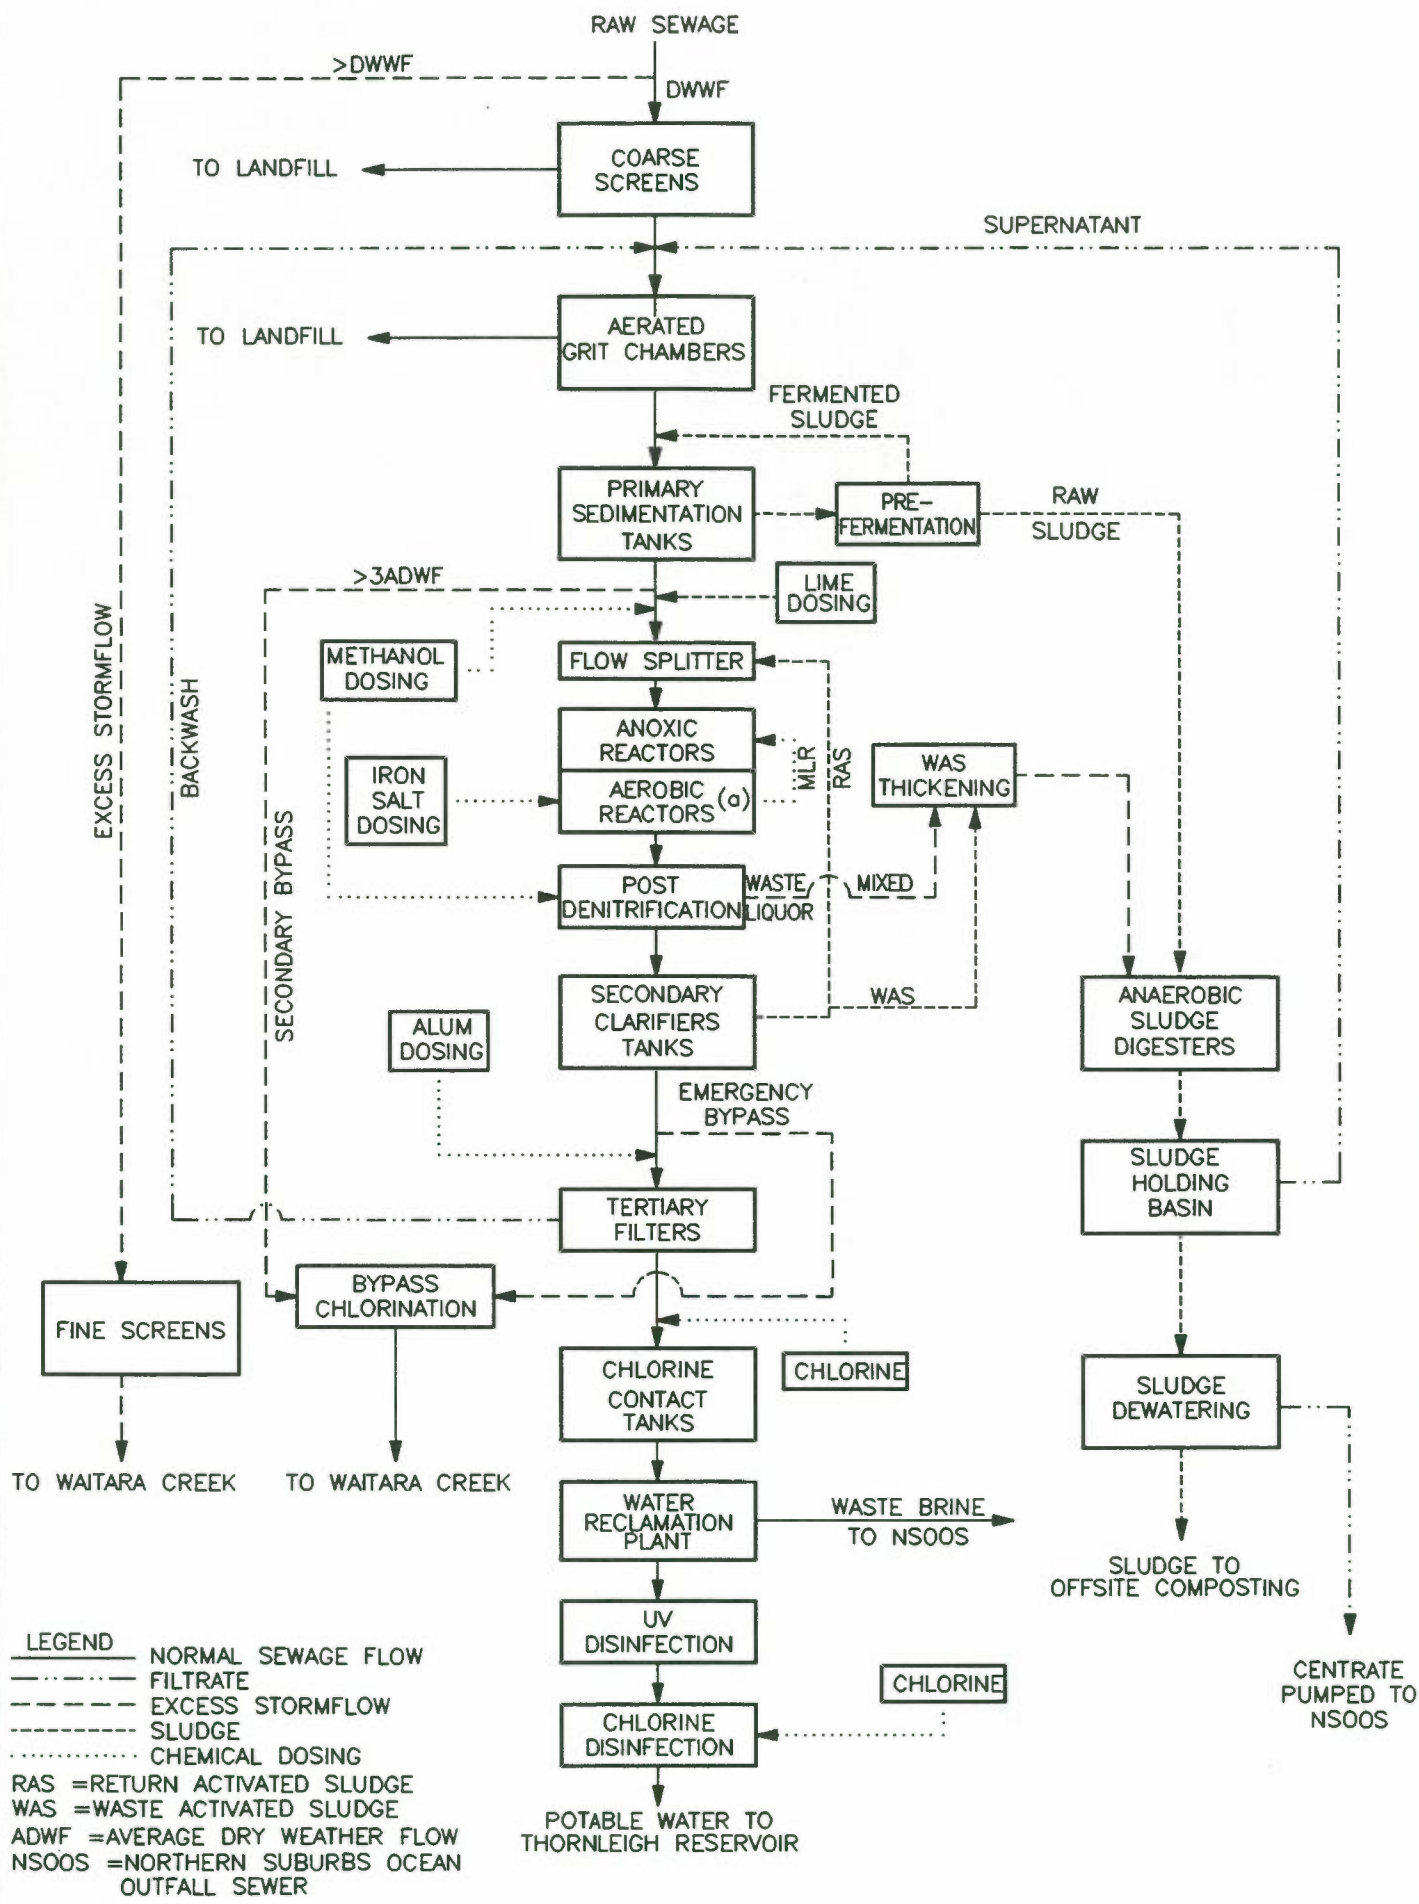 RAW SEWAGE
>DWWF
DWWF
COARSE
SCREENS
TO LANDFILL
SUPERNATANT
AERATED
GRIT CHAMBERS
TO LANDFILL
FERMENTED
SLUDGE
PRIMARY
SEDIMENTATION
TANKS
PRE-
FERMENTATION
RAW
SLUDGE
>3ADWF
LIME
DOSING
METHANOL
DOSING
FLOW SPLITTER
EXCESS STORMFLOW
BACKWASH
SECONDARY BYPASS
ANOXIC
REACTORS
MLR
RAS
WAS
THICKENING
IRON
SALT
DOSING
AEROBIC
REACTORS (a)
POST
DENITRIFICATION
WASTE MIXED
LIQUOR
SECONDARY
CLARIFIERS
TANKS
WAS
ANAEROBIC
SLUDGE
DIGESTERS
ALUM
DOSING
EMERGENCY
BYPASS
SLUDGE
HOLDING
BASIN
TERTIARY
FILTERS
BYPASS
CHLORINATION
FINE SCREENS
CHLORINE
CONTACT
TANKS
CHLORINE
SLUDGE
DEWATERING
TO WAITARA CREEK
TO WAITARA CREEK
WATER
RECLAMATION
PLANT
WASTE BRINE
TO NSOOS
SLUDGE TO
OFFSITE COMPOSTING
UV
DISINFECTION
CENTRATE
PUMPED TO
NSOOS
CHLORINE
CHLORINE
DISINFECTION
POTABLE WATER TO
THORNLEIGH RESERVOIR
LEGEND
NORMAL SEWAGE FLOW
FILTRATE
EXCESS STORMFLOW
SLUDGE
CHEMICAL DOSING
RAS =RETURN ACTIVATED SLUDGE
WAS =WASTE ACTIVATED SLUDGE
ADWF =AVERAGE DRY WEATHER FLOW
NSOOS =NORTHERN SUBURBS OCEAN
OUTFALL SEWER